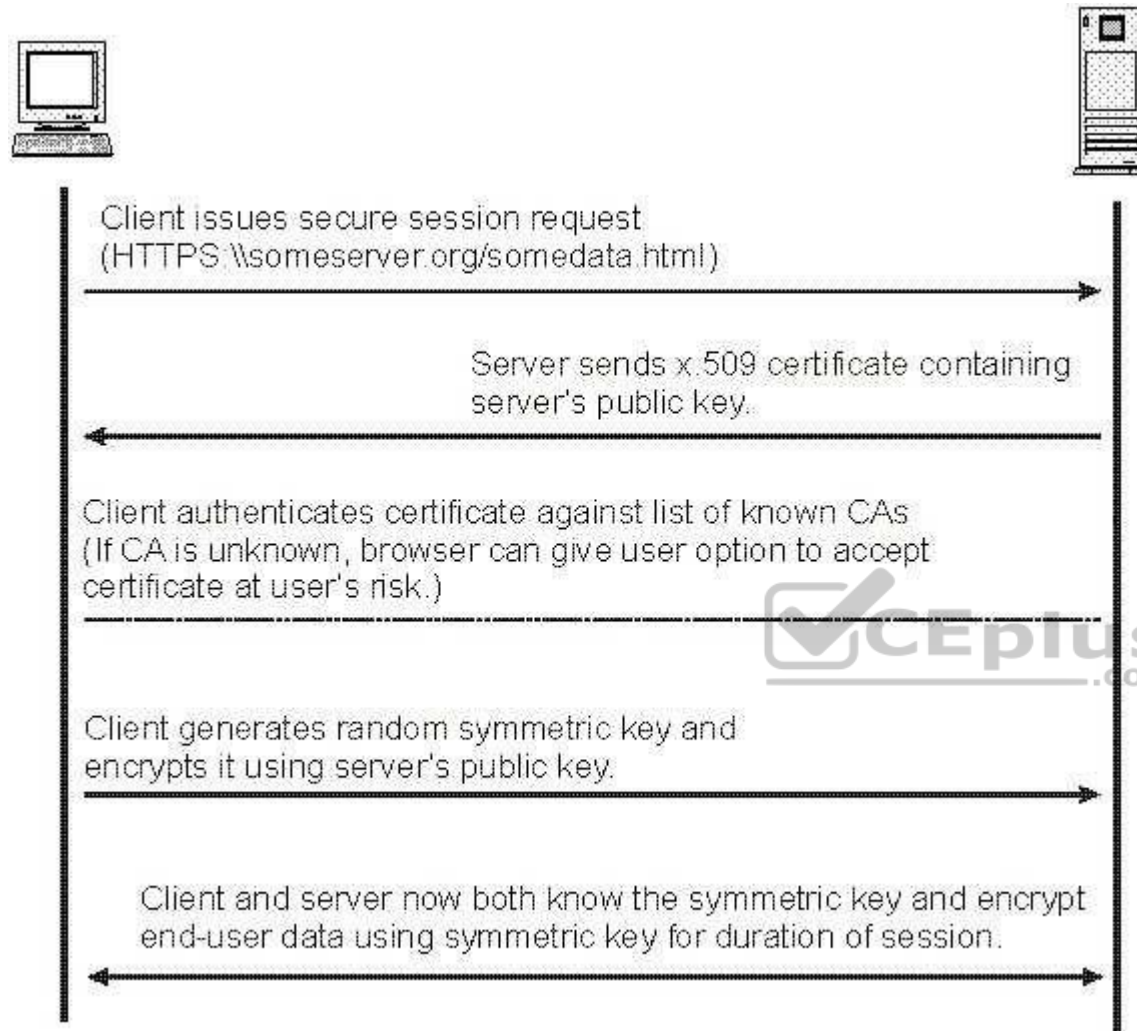 Client issues secure session request
(HTTPS:\\someserver.org/somedata.html)
Server sends x.509 certificate containing
server's public key.
Client authenticates certificate against list of known CAs
(If CA is unknown, browser can give user option to accept
certificate at user's risk.)
CEplus
.co
Client generates random symmetric key and
encrypts it using server's public key.
Client and server now both know the symmetric key and encrypt
end-user data using symmetric key for duration of session.